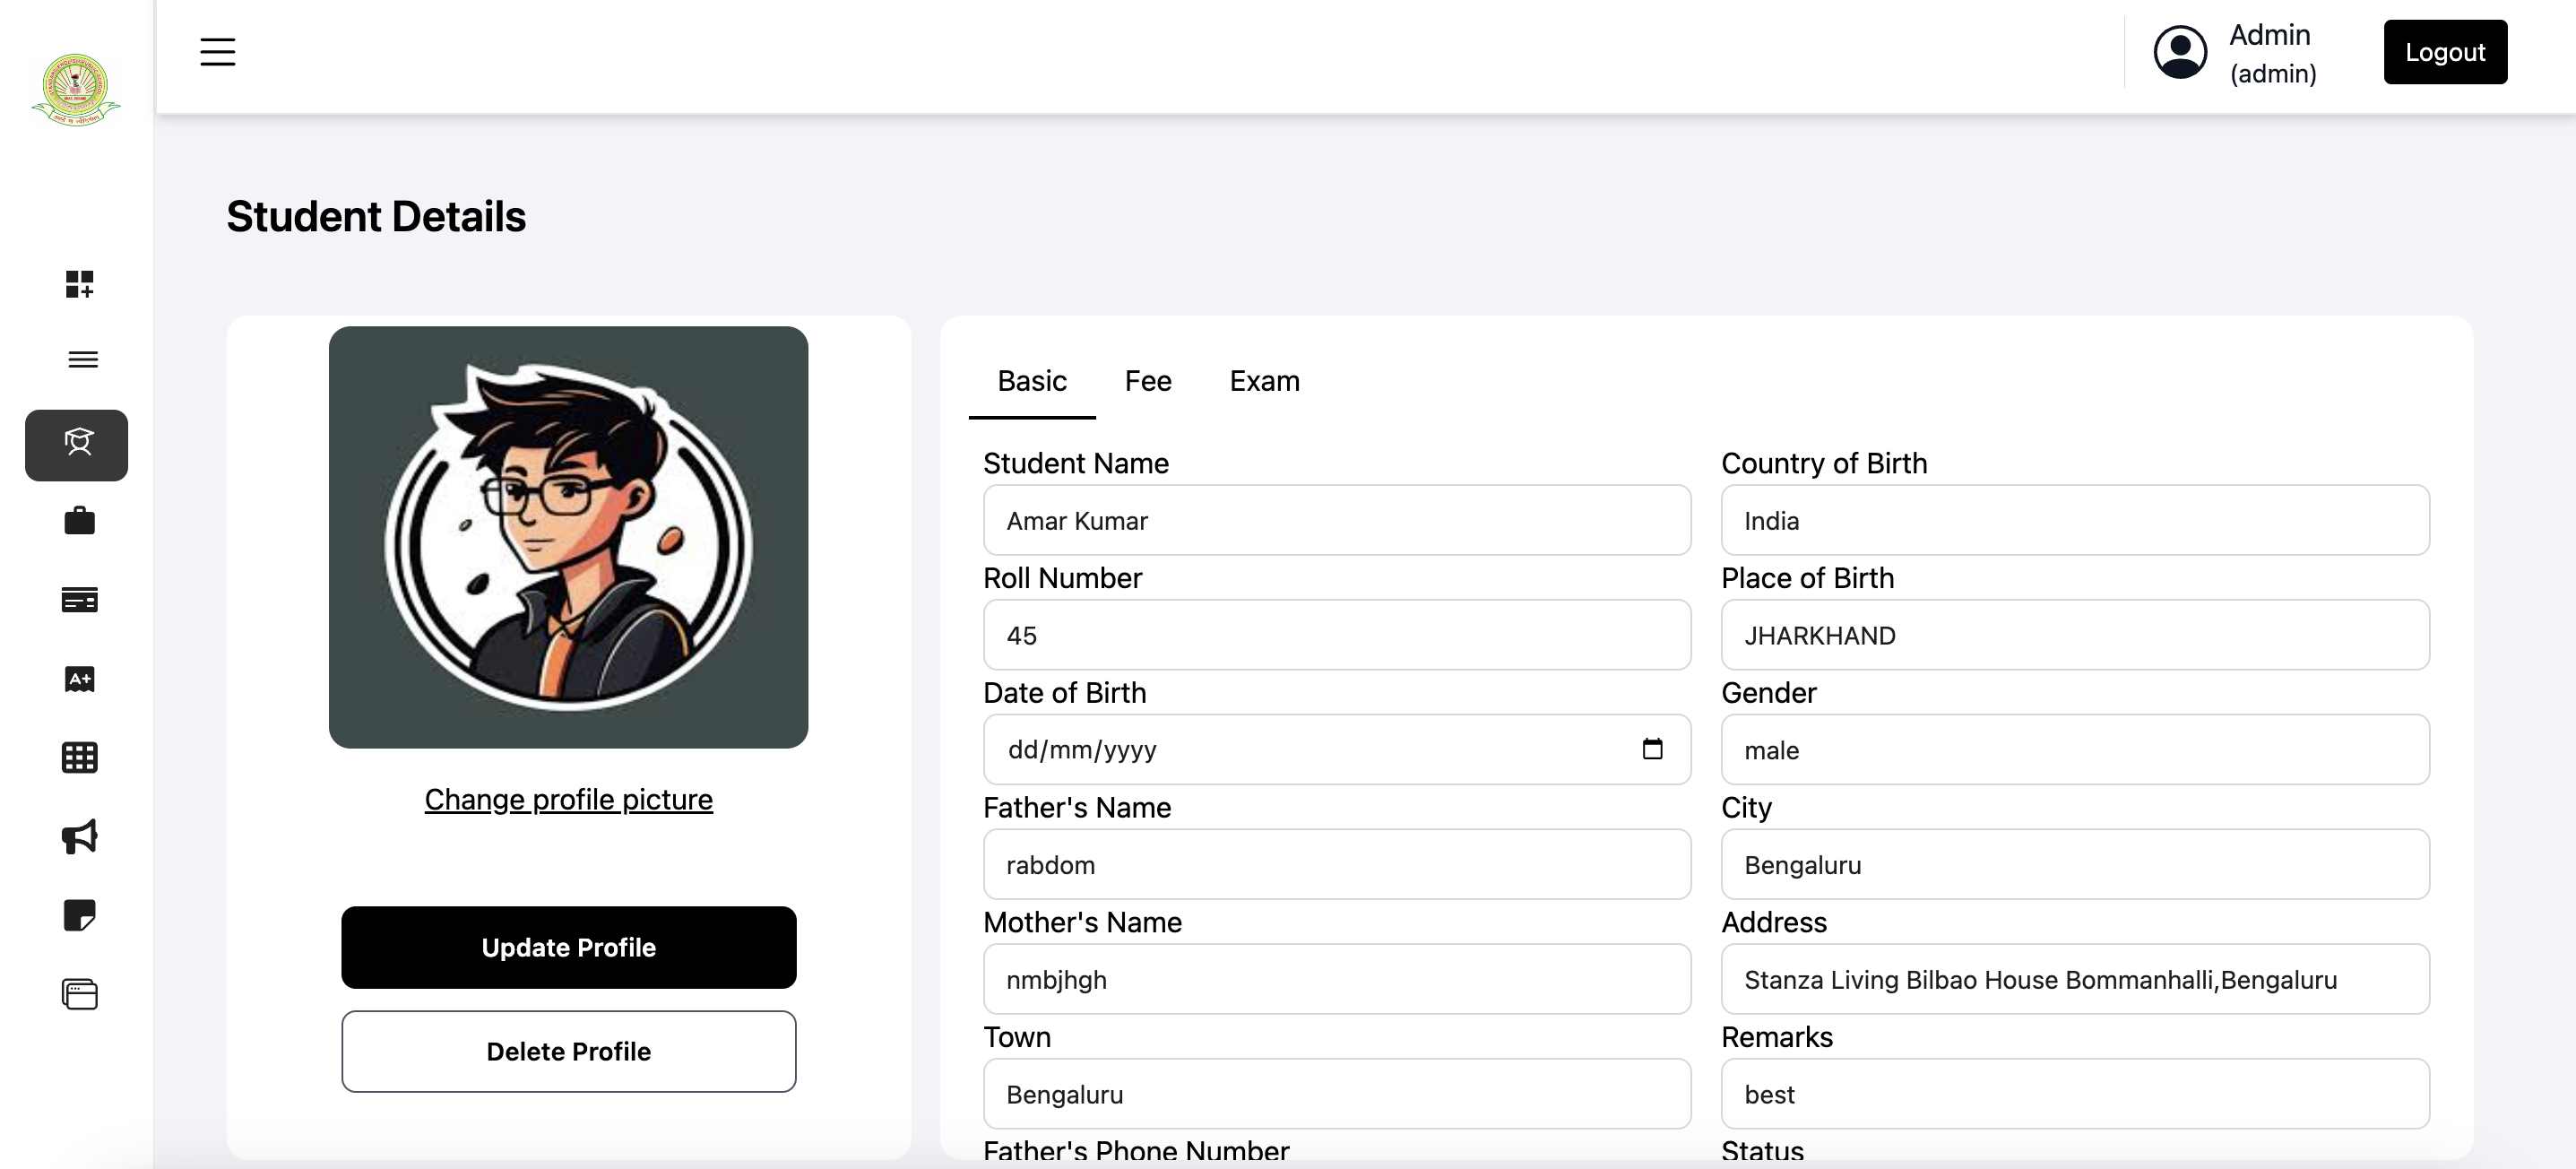 Admin
(admin)
Logout
Student Details
Change profile picture
Update Profile
Delete Profile
Basic Fee Exam
Student Name
Amar Kumar
Roll Number
45
Date of Birth
dd/mm/yyyy
Father's Name
rabdom
Mother's Name
nmbjhgh
Town
Bengaluru
Father's Phone Number
Country of Birth
India
Place of Birth
JHARKHAND
Gender
male
City
Bengaluru
Address
Stanza Living Bilbao House Bommanhalli,Bengaluru
Remarks
best
Status
A+